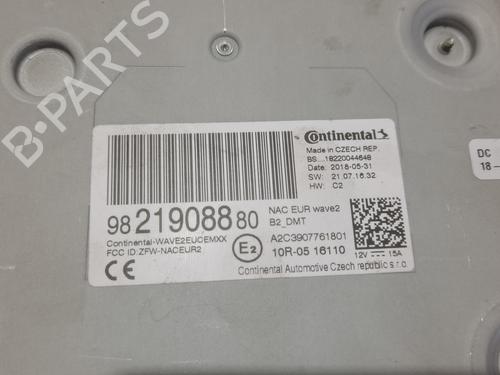 B-PARTS
Continental
Made in CZECH REP.
BS....18220044648
Date: 2018-05-31
SW: 21.07.16.32
HW: C2
98 219088 80
NAC EUR wave2
B2_DMT
Continental-WAVE2EUCEMXX
FCC ID:ZFW-NACEUR2
A2C3907761801
CE
E2
10R-05 16110
12V 15A
Continental Automotive Czech republic s.r.o.
DC
18-